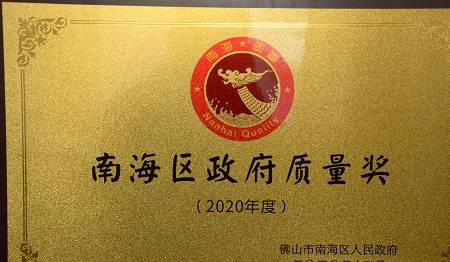 南海★质量
Nanhai Quality
南海区政府质量奖
（2020年度）
佛山市南海区人民政府